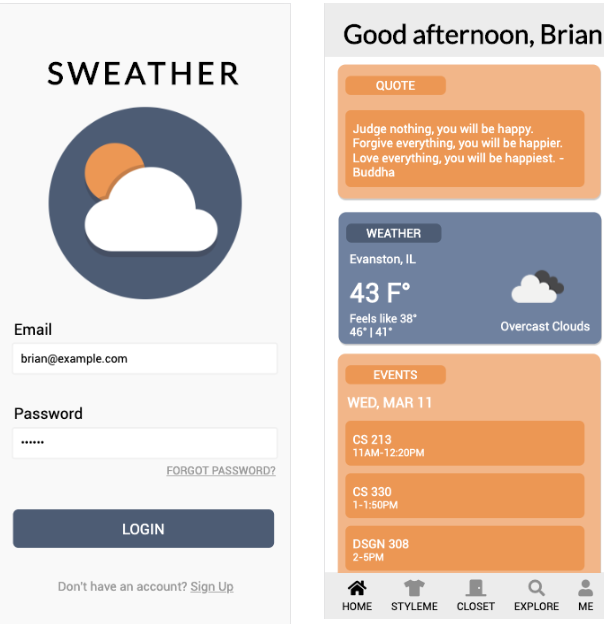 SWEATHER
Email
brian@example.com
Password
••••••
FORGOT PASSWORD?
LOGIN
Don't have an account? Sign Up
Good afternoon, Brian
QUOTE
Judge nothing, you will be happy.
Forgive everything, you will be happier.
Love everything, you will be happiest. -
Buddha
WEATHER
Evanston, IL
43 F°
Feels like 38°
46° | 41°
Overcast Clouds
EVENTS
WED, MAR 11
CS 213
11AM-12:20PM
CS 330
1-1:50PM
DSGN 308
2-5PM
HOME STYLEME CLOSET EXPLORE ME